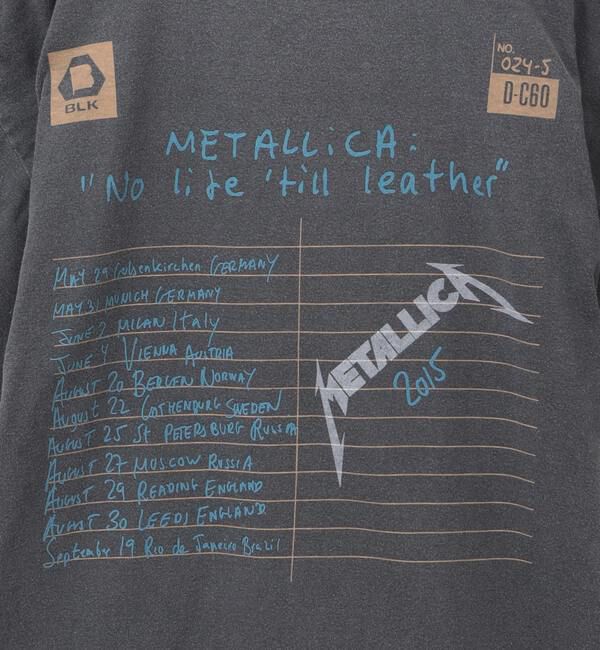 BLK
NO.
024-5
D-C60
METALLiCA:
"No life 'till leather"
MAY 29 Gelsenkirchen GERMANY
MAY 31 MUNICH GERMANY
JUNE 2 MILAN Italy
JUNE 4 VIENNA AUSTRIA
AUGUST 20 BERGEN NORWAY
AUGUST 22 GOTHENBURG SWEDEN
AUGUST 25 St PETERSBURG RUSSIA
AUGUST 27 MOSCOW RUSSIA
AUGUST 29 READING ENGLAND
AUGUST 30 LEEDS ENGLAND
September 19 Rio de Janeiro Brazil
METALLICA
2015